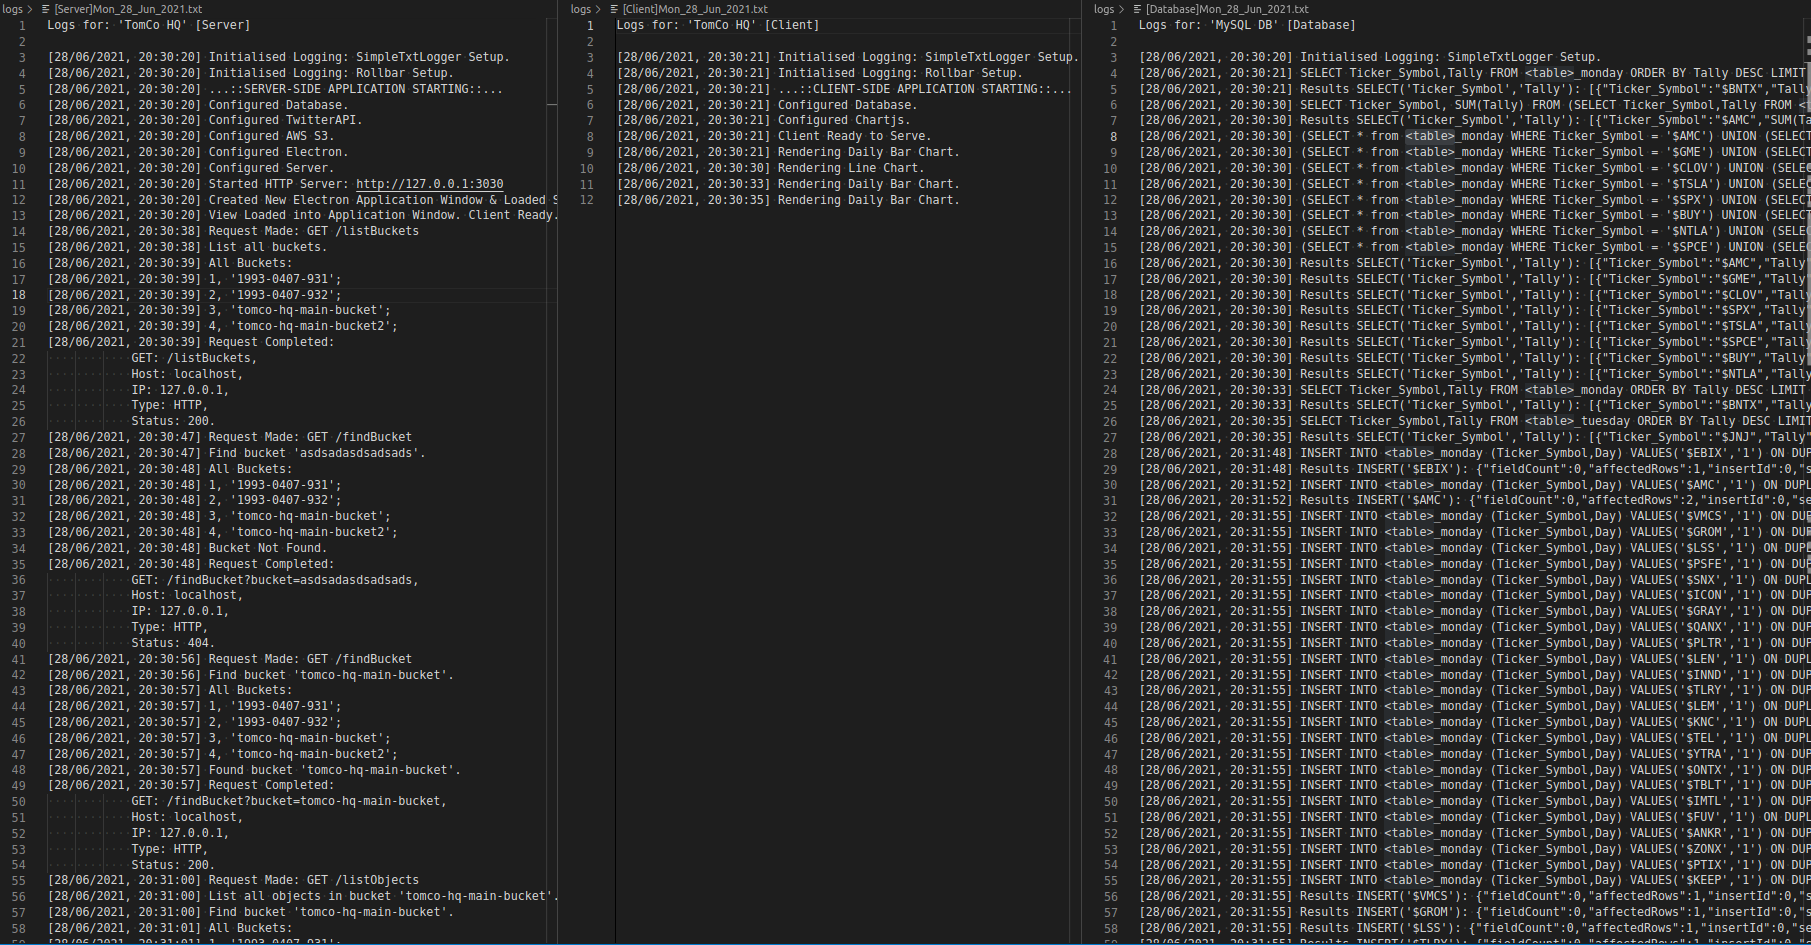 logs > [Server]Mon_28_Jun_2021.txt
1 Logs for: 'TomCo HQ' [Server]
2
3 [28/06/2021, 20:30:20] Initialised Logging: SimpleTxtLogger Setup.
4 [28/06/2021, 20:30:20] Initialised Logging: Rollbar Setup.
5 [28/06/2021, 20:30:20] ...::SERVER-SIDE APPLICATION STARTING::...
6 [28/06/2021, 20:30:20] Configured Database.
7 [28/06/2021, 20:30:20] Configured TwitterAPI.
8 [28/06/2021, 20:30:20] Configured AWS S3.
9 [28/06/2021, 20:30:20] Configured Electron.
10 [28/06/2021, 20:30:20] Configured Server.
11 [28/06/2021, 20:30:20] Started HTTP Server: http://127.0.0.1:3030
12 [28/06/2021, 20:30:20] Created New Electron Application Window & Loaded S
13 [28/06/2021, 20:30:20] View Loaded into Application Window. Client Ready.
14 [28/06/2021, 20:30:38] Request Made: GET /listBuckets
15 [28/06/2021, 20:30:38] List all buckets.
16 [28/06/2021, 20:30:39] All Buckets:
17 [28/06/2021, 20:30:39] 1, '1993-0407-931';
18 [28/06/2021, 20:30:39] 2, '1993-0407-932';
19 [28/06/2021, 20:30:39] 3, 'tomco-hq-main-bucket';
20 [28/06/2021, 20:30:39] 4, 'tomco-hq-main-bucket2';
21 [28/06/2021, 20:30:39] Request Completed:
22 GET: /listBuckets,
23 Host: localhost,
24 IP: 127.0.0.1,
25 Type: HTTP,
26 Status: 200.
27 [28/06/2021, 20:30:47] Request Made: GET /findBucket
28 [28/06/2021, 20:30:47] Find bucket 'asdsadasdsadsads'.
29 [28/06/2021, 20:30:48] All Buckets:
30 [28/06/2021, 20:30:48] 1, '1993-0407-931';
31 [28/06/2021, 20:30:48] 2, '1993-0407-932';
32 [28/06/2021, 20:30:48] 3, 'tomco-hq-main-bucket';
33 [28/06/2021, 20:30:48] 4, 'tomco-hq-main-bucket2';
34 [28/06/2021, 20:30:48] Bucket Not Found.
35 [28/06/2021, 20:30:48] Request Completed:
36 GET: /findBucket?bucket=asdsadasdsadsads,
37 Host: localhost,
38 IP: 127.0.0.1,
39 Type: HTTP,
40 Status: 404.
41 [28/06/2021, 20:30:56] Request Made: GET /findBucket
42 [28/06/2021, 20:30:56] Find bucket 'tomco-hq-main-bucket'.
43 [28/06/2021, 20:30:57] All Buckets:
44 [28/06/2021, 20:30:57] 1, '1993-0407-931';
45 [28/06/2021, 20:30:57] 2, '1993-0407-932';
46 [28/06/2021, 20:30:57] 3, 'tomco-hq-main-bucket';
47 [28/06/2021, 20:30:57] 4, 'tomco-hq-main-bucket2';
48 [28/06/2021, 20:30:57] Found bucket 'tomco-hq-main-bucket'.
49 [28/06/2021, 20:30:57] Request Completed:
50 GET: /findBucket?bucket=tomco-hq-main-bucket,
51 Host: localhost,
52 IP: 127.0.0.1,
53 Type: HTTP,
54 Status: 200.
55 [28/06/2021, 20:31:00] Request Made: GET /listObjects
56 [28/06/2021, 20:31:00] List all objects in bucket 'tomco-hq-main-bucket'.
57 [28/06/2021, 20:31:00] Find bucket 'tomco-hq-main-bucket'.
58 [28/06/2021, 20:31:01] All Buckets:
logs > [Client]Mon_28_Jun_2021.txt
1 Logs for: 'TomCo HQ' [Client]
2
3 [28/06/2021, 20:30:21] Initialised Logging: SimpleTxtLogger Setup.
4 [28/06/2021, 20:30:21] Initialised Logging: Rollbar Setup.
5 [28/06/2021, 20:30:21] ...::CLIENT-SIDE APPLICATION STARTING::...
6 [28/06/2021, 20:30:21] Configured Database.
7 [28/06/2021, 20:30:21] Configured Chartjs.
8 [28/06/2021, 20:30:21] Client Ready to Serve.
9 [28/06/2021, 20:30:21] Rendering Daily Bar Chart.
10 [28/06/2021, 20:30:30] Rendering Line Chart.
11 [28/06/2021, 20:30:33] Rendering Daily Bar Chart.
12 [28/06/2021, 20:30:35] Rendering Daily Bar Chart.
logs > [Database]Mon_28_Jun_2021.txt
1 Logs for: 'MySQL DB' [Database]
2
3 [28/06/2021, 20:30:20] Initialised Logging: SimpleTxtLogger Setup.
4 [28/06/2021, 20:30:21] SELECT Ticker_Symbol,Tally FROM <table>_monday ORDER BY Tally DESC LIMIT
5 [28/06/2021, 20:30:21] Results SELECT('Ticker_Symbol','Tally'): [{"Ticker_Symbol":"$BNTX","Tally
6 [28/06/2021, 20:30:30] SELECT Ticker_Symbol, SUM(Tally) FROM (SELECT Ticker_Symbol,Tally FROM <t
7 [28/06/2021, 20:30:30] Results SELECT('Ticker_Symbol','Tally'): [{"Ticker_Symbol":"$AMC","SUM(Ta
8 [28/06/2021, 20:30:30] (SELECT * from <table>_monday WHERE Ticker_Symbol = '$AMC') UNION (SELECT
9 [28/06/2021, 20:30:30] (SELECT * from <table>_monday WHERE Ticker_Symbol = '$GME') UNION (SELECT
10 [28/06/2021, 20:30:30] (SELECT * from <table>_monday WHERE Ticker_Symbol = '$CLOV') UNION (SELEC
11 [28/06/2021, 20:30:30] (SELECT * from <table>_monday WHERE Ticker_Symbol = '$TSLA') UNION (SELEC
12 [28/06/2021, 20:30:30] (SELECT * from <table>_monday WHERE Ticker_Symbol = '$SPX') UNION (SELECT
13 [28/06/2021, 20:30:30] (SELECT * from <table>_monday WHERE Ticker_Symbol = '$BUY') UNION (SELECT
14 [28/06/2021, 20:30:30] (SELECT * from <table>_monday WHERE Ticker_Symbol = '$NTLA') UNION (SELEC
15 [28/06/2021, 20:30:30] (SELECT * from <table>_monday WHERE Ticker_Symbol = '$SPCE') UNION (SELEC
16 [28/06/2021, 20:30:30] Results SELECT('Ticker_Symbol','Tally'): [{"Ticker_Symbol":"$AMC","Tally
17 [28/06/2021, 20:30:30] Results SELECT('Ticker_Symbol','Tally'): [{"Ticker_Symbol":"$GME","Tally
18 [28/06/2021, 20:30:30] Results SELECT('Ticker_Symbol','Tally'): [{"Ticker_Symbol":"$CLOV","Tally
19 [28/06/2021, 20:30:30] Results SELECT('Ticker_Symbol','Tally'): [{"Ticker_Symbol":"$SPX","Tally
20 [28/06/2021, 20:30:30] Results SELECT('Ticker_Symbol','Tally'): [{"Ticker_Symbol":"$TSLA","Tally
21 [28/06/2021, 20:30:30] Results SELECT('Ticker_Symbol','Tally'): [{"Ticker_Symbol":"$SPCE","Tally
22 [28/06/2021, 20:30:30] Results SELECT('Ticker_Symbol','Tally'): [{"Ticker_Symbol":"$BUY","Tally
23 [28/06/2021, 20:30:30] Results SELECT('Ticker_Symbol','Tally'): [{"Ticker_Symbol":"$NTLA","Tally
24 [28/06/2021, 20:30:33] SELECT Ticker_Symbol,Tally FROM <table>_monday ORDER BY Tally DESC LIMIT
25 [28/06/2021, 20:30:33] Results SELECT('Ticker_Symbol','Tally'): [{"Ticker_Symbol":"$BNTX","Tally
26 [28/06/2021, 20:30:35] SELECT Ticker_Symbol,Tally FROM <table>_tuesday ORDER BY Tally DESC LIMIT
27 [28/06/2021, 20:30:35] Results SELECT('Ticker_Symbol','Tally'): [{"Ticker_Symbol":"$JNJ","Tally"
28 [28/06/2021, 20:31:48] INSERT INTO <table>_monday (Ticker_Symbol,Day) VALUES('$EBIX','1') ON DUP
29 [28/06/2021, 20:31:48] Results INSERT('$EBIX'): {"fieldCount":0,"affectedRows":1,"insertId":0,"s
30 [28/06/2021, 20:31:52] INSERT INTO <table>_monday (Ticker_Symbol,Day) VALUES('$AMC','1') ON DUPL
31 [28/06/2021, 20:31:52] Results INSERT('$AMC'): {"fieldCount":0,"affectedRows":2,"insertId":0,"se
32 [28/06/2021, 20:31:55] INSERT INTO <table>_monday (Ticker_Symbol,Day) VALUES('$VMCS','1') ON DUP
33 [28/06/2021, 20:31:55] INSERT INTO <table>_monday (Ticker_Symbol,Day) VALUES('$GROM','1') ON DUP
34 [28/06/2021, 20:31:55] INSERT INTO <table>_monday (Ticker_Symbol,Day) VALUES('$LSS','1') ON DUPL
35 [28/06/2021, 20:31:55] INSERT INTO <table>_monday (Ticker_Symbol,Day) VALUES('$PSFE','1') ON DUP
36 [28/06/2021, 20:31:55] INSERT INTO <table>_monday (Ticker_Symbol,Day) VALUES('$SNX','1') ON DUPL
37 [28/06/2021, 20:31:55] INSERT INTO <table>_monday (Ticker_Symbol,Day) VALUES('$ICON','1') ON DUP
38 [28/06/2021, 20:31:55] INSERT INTO <table>_monday (Ticker_Symbol,Day) VALUES('$GRAY','1') ON DUP
39 [28/06/2021, 20:31:55] INSERT INTO <table>_monday (Ticker_Symbol,Day) VALUES('$QANX','1') ON DUP
40 [28/06/2021, 20:31:55] INSERT INTO <table>_monday (Ticker_Symbol,Day) VALUES('$PLTR','1') ON DUP
41 [28/06/2021, 20:31:55] INSERT INTO <table>_monday (Ticker_Symbol,Day) VALUES('$LEN','1') ON DUPL
42 [28/06/2021, 20:31:55] INSERT INTO <table>_monday (Ticker_Symbol,Day) VALUES('$INND','1') ON DUP
43 [28/06/2021, 20:31:55] INSERT INTO <table>_monday (Ticker_Symbol,Day) VALUES('$TLRY','1') ON DUP
44 [28/06/2021, 20:31:55] INSERT INTO <table>_monday (Ticker_Symbol,Day) VALUES('$LEM','1') ON DUPL
45 [28/06/2021, 20:31:55] INSERT INTO <table>_monday (Ticker_Symbol,Day) VALUES('$KNC','1') ON DUPL
46 [28/06/2021, 20:31:55] INSERT INTO <table>_monday (Ticker_Symbol,Day) VALUES('$TEL','1') ON DUPL
47 [28/06/2021, 20:31:55] INSERT INTO <table>_monday (Ticker_Symbol,Day) VALUES('$YTRA','1') ON DUP
48 [28/06/2021, 20:31:55] INSERT INTO <table>_monday (Ticker_Symbol,Day) VALUES('$ONTX','1') ON DUP
49 [28/06/2021, 20:31:55] INSERT INTO <table>_monday (Ticker_Symbol,Day) VALUES('$TBLT','1') ON DUP
50 [28/06/2021, 20:31:55] INSERT INTO <table>_monday (Ticker_Symbol,Day) VALUES('$IMTL','1') ON DUP
51 [28/06/2021, 20:31:55] INSERT INTO <table>_monday (Ticker_Symbol,Day) VALUES('$FUV','1') ON DUPL
52 [28/06/2021, 20:31:55] INSERT INTO <table>_monday (Ticker_Symbol,Day) VALUES('$ANKR','1') ON DUP
53 [28/06/2021, 20:31:55] INSERT INTO <table>_monday (Ticker_Symbol,Day) VALUES('$ZONX','1') ON DUP
54 [28/06/2021, 20:31:55] INSERT INTO <table>_monday (Ticker_Symbol,Day) VALUES('$PTIX','1') ON DUP
55 [28/06/2021, 20:31:55] INSERT INTO <table>_monday (Ticker_Symbol,Day) VALUES('$KEEP','1') ON DUP
56 [28/06/2021, 20:31:55] Results INSERT('$VMCS'): {"fieldCount":0,"affectedRows":1,"insertId":0,"s
57 [28/06/2021, 20:31:55] Results INSERT('$GROM'): {"fieldCount":0,"affectedRows":1,"insertId":0,"s
58 [28/06/2021, 20:31:55] Results INSERT('$LSS'): {"fieldCount":0,"affectedRows":1,"insertId":0,"se